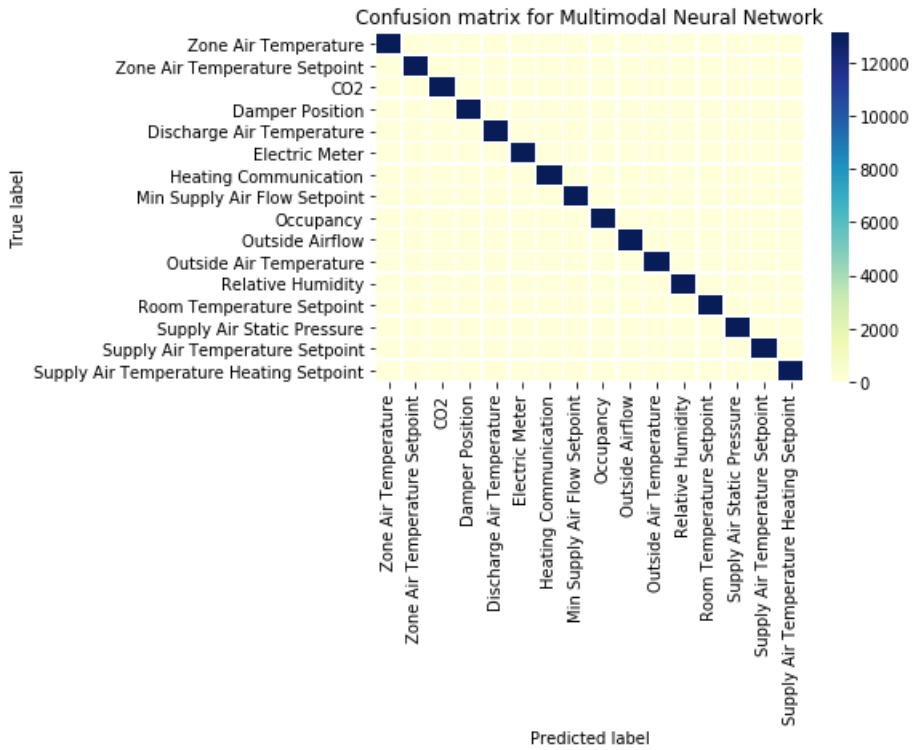 Confusion matrix for Multimodal Neural Network
True label
Zone Air Temperature
Zone Air Temperature Setpoint
CO2
Damper Position
Discharge Air Temperature
Electric Meter
Heating Communication
Min Supply Air Flow Setpoint
Occupancy
Outside Airflow
Outside Air Temperature
Relative Humidity
Room Temperature Setpoint
Supply Air Static Pressure
Supply Air Temperature Setpoint
Supply Air Temperature Heating Setpoint
12000
10000
8000
6000
4000
2000
0
Zone Air Temperature
Zone Air Temperature Setpoint
CO2
Damper Position
Discharge Air Temperature
Electric Meter
Heating Communication
Min Supply Air Flow Setpoint
Occupancy
Outside Airflow
Outside Air Temperature
Relative Humidity
Room Temperature Setpoint
Supply Air Static Pressure
Supply Air Temperature Setpoint
Supply Air Temperature Heating Setpoint
Predicted label